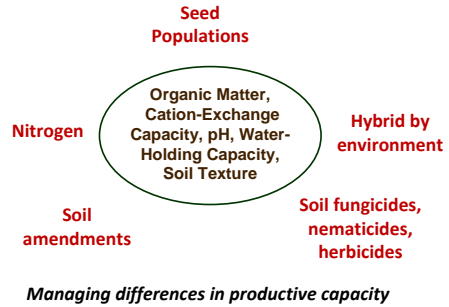 Seed
Populations
Organic Matter,
Cation-Exchange
Capacity, pH, Water-
Holding Capacity,
Soil Texture
Nitrogen
Hybrid by
environment
Soil
amendments
Soil fungicides,
nematicides,
herbicides
Managing differences in productive capacity